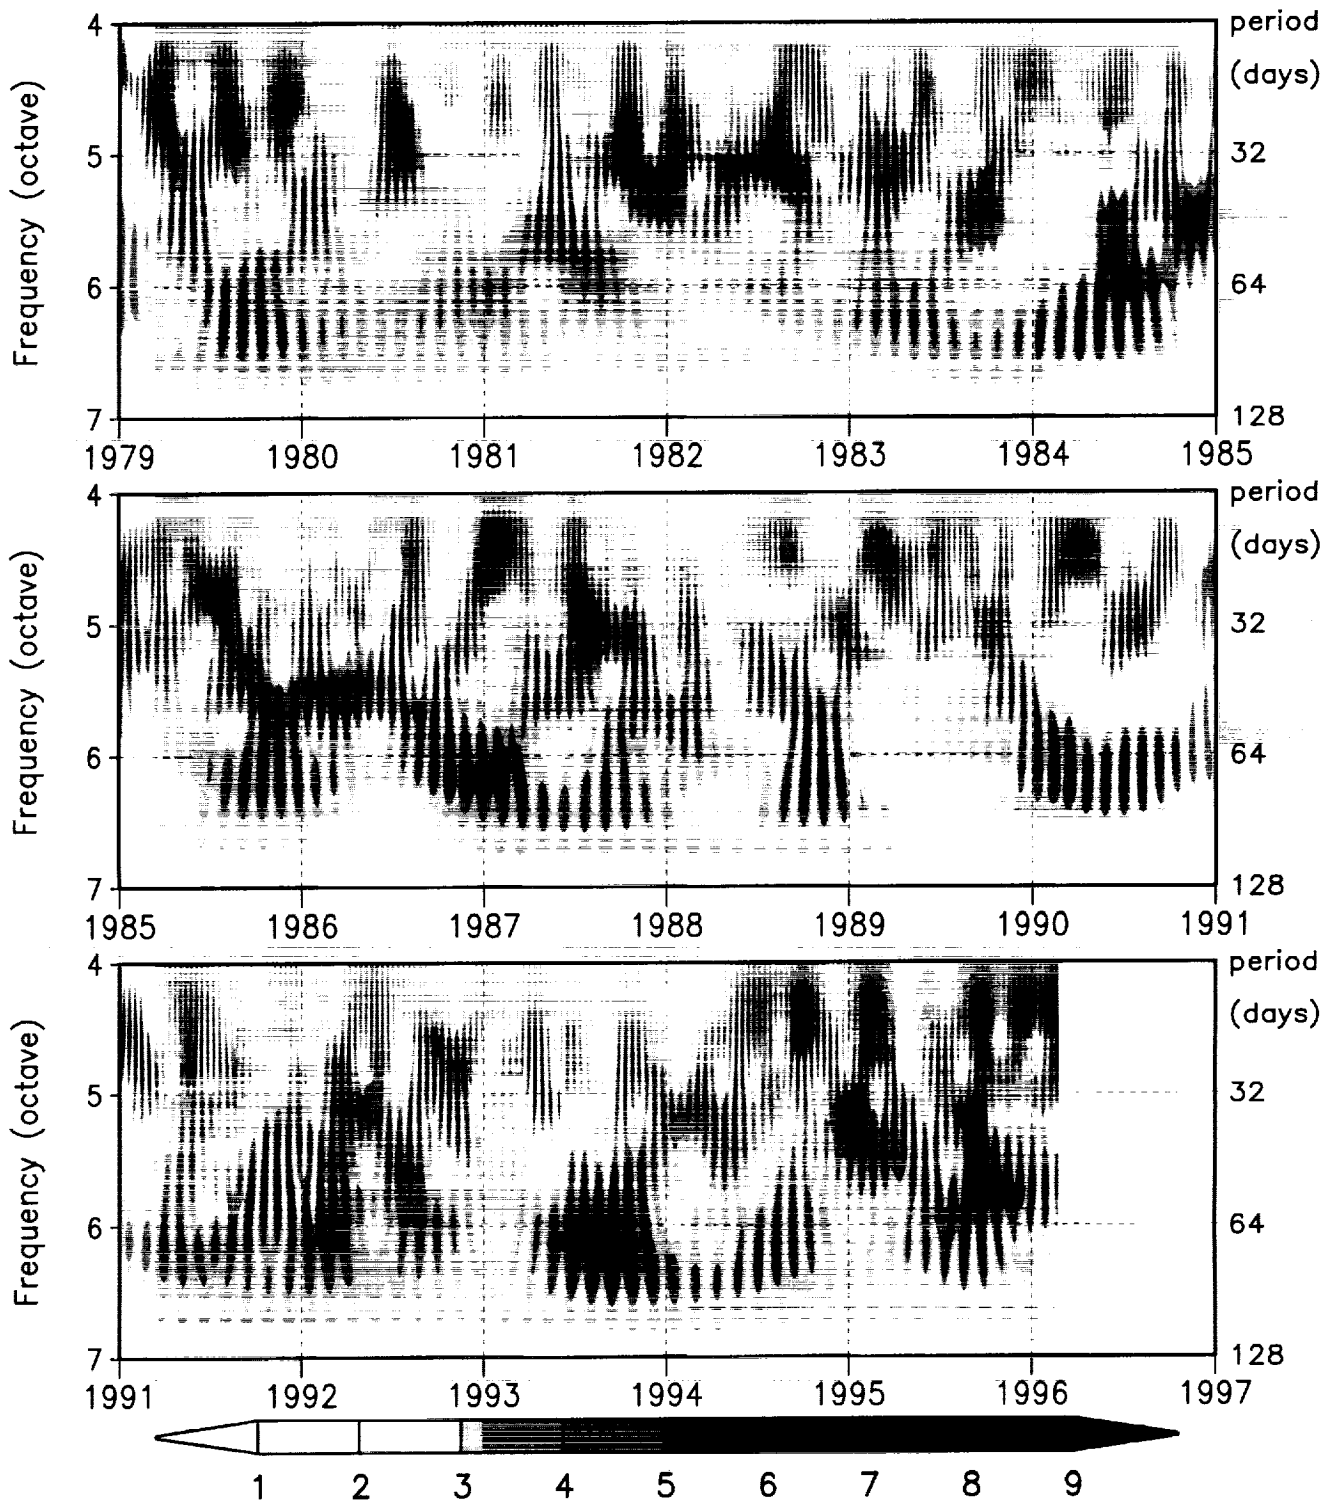 4 period
(days)
5 32
Frequency (octave)
6 64
7 128
1979 1980 1981 1982 1983 1984 1985
4 period
(days)
5 32
Frequency (octave)
6 64
7 128
1985 1986 1987 1988 1989 1990 1991
4 period
(days)
5 32
Frequency (octave)
6 64
7 128
1991 1992 1993 1994 1995 1996 1997
1 2 3 4 5 6 7 8 9